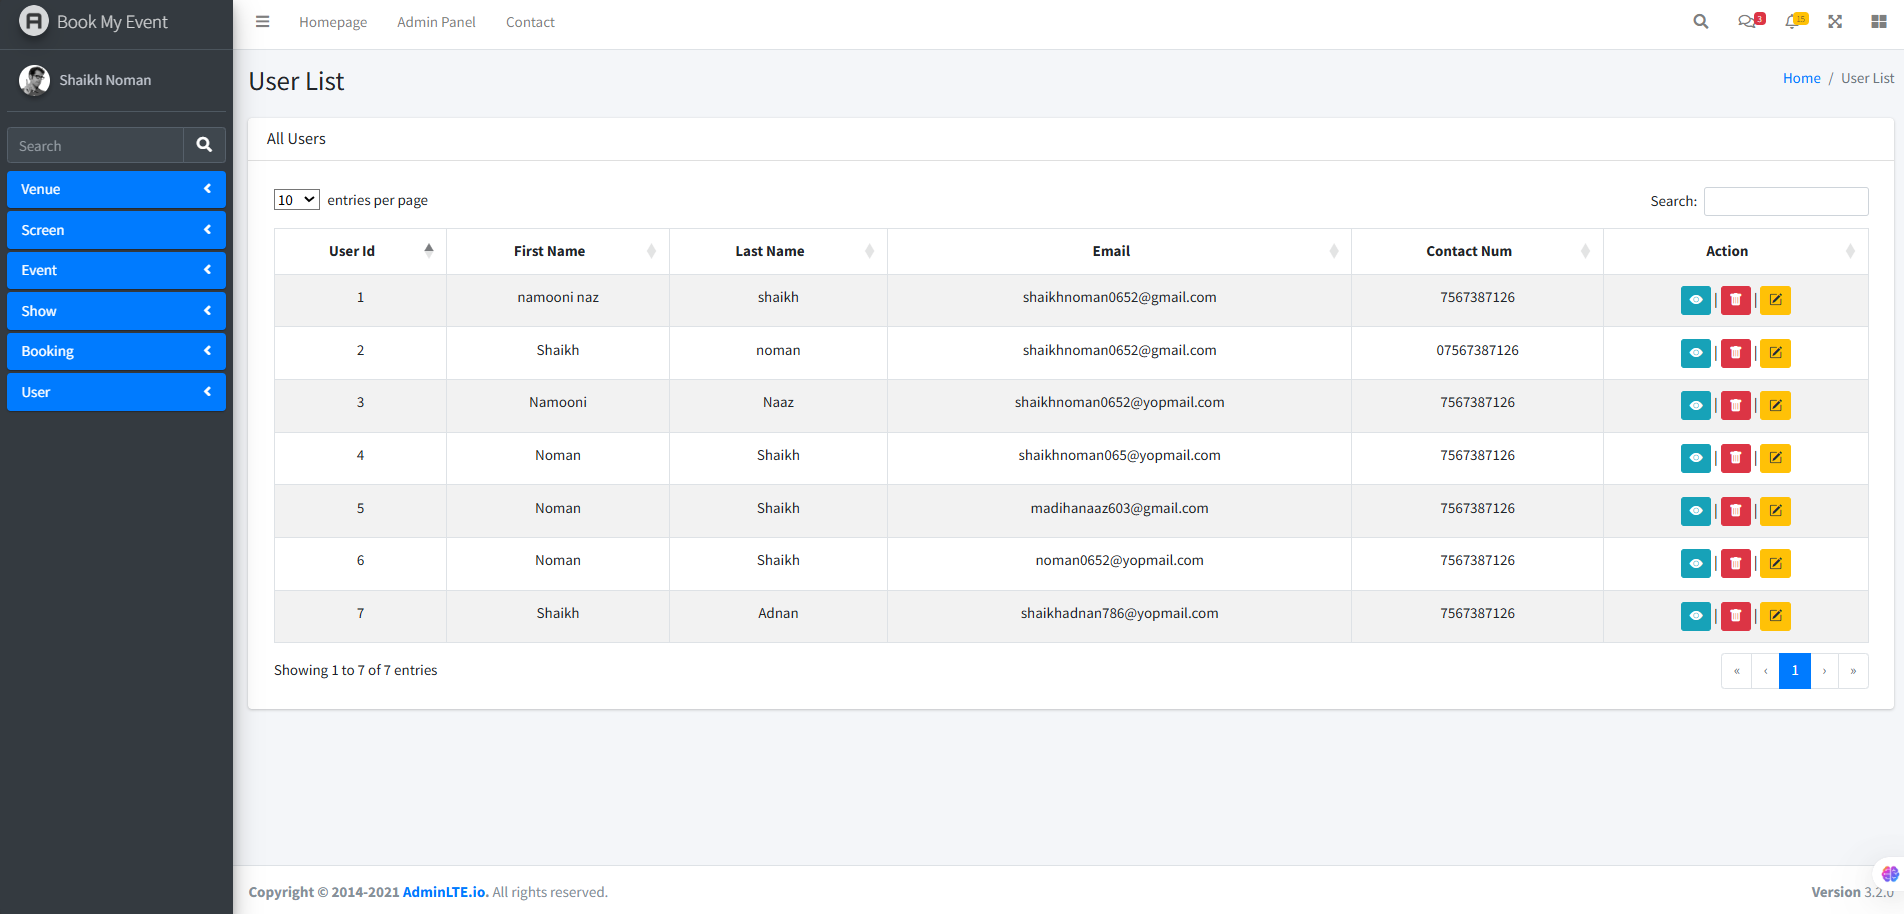 Book My Event
Homepage Admin Panel Contact
3 15
Shaikh Noman
Search
Venue
Screen
Event
Show
Booking
User
User List
Home / User List
All Users
10 entries per page
Search:
User Id First Name Last Name Email Contact Num Action
1 namooni naz shaikh shaikhnoman0652@gmail.com 7567387126 | |
2 Shaikh noman shaikhnoman0652@gmail.com 07567387126 | |
3 Namooni Naaz shaikhnoman0652@yopmail.com 7567387126 | |
4 Noman Shaikh shaikhnoman065@yopmail.com 7567387126 | |
5 Noman Shaikh madihanaaz603@gmail.com 7567387126 | |
6 Noman Shaikh noman0652@yopmail.com 7567387126 | |
7 Shaikh Adnan shaikhadnan786@yopmail.com 7567387126 | |
Showing 1 to 7 of 7 entries
« ‹ 1 › »
Copyright © 2014-2021 AdminLTE.io. All rights reserved.
Version 3.2.0